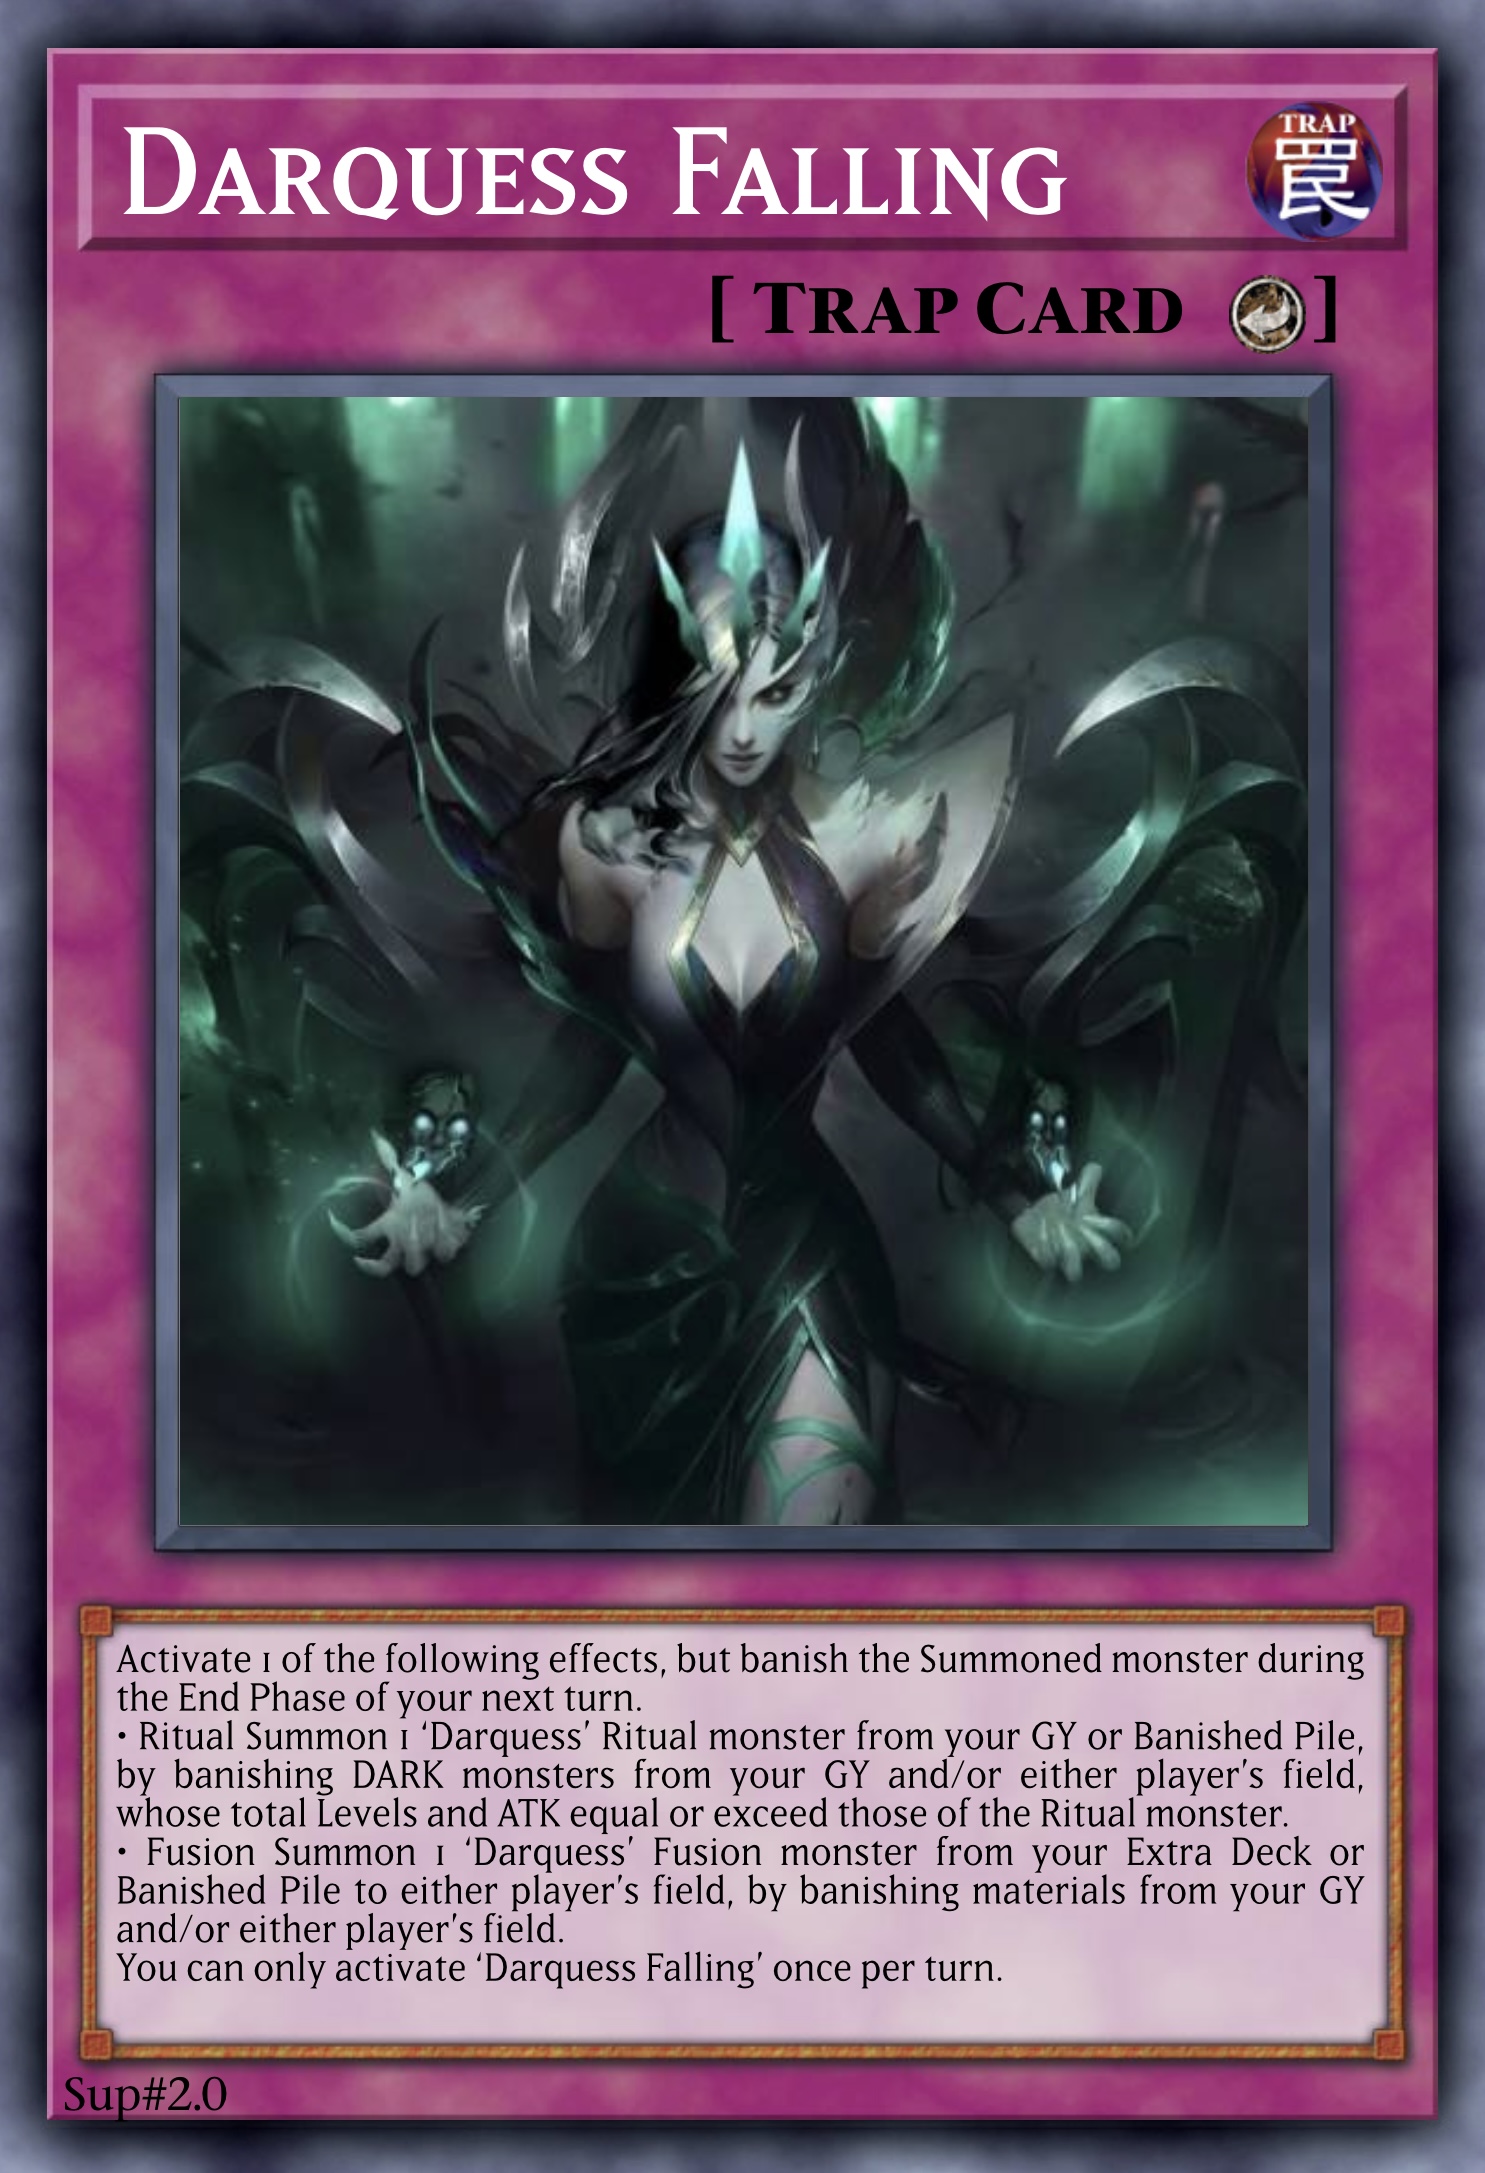 Darquess Falling
TRAP
罠
[ Trap Card ]
Activate 1 of the following effects, but banish the Summoned monster during
the End Phase of your next turn.
• Ritual Summon 1 ‘Darquess’ Ritual monster from your GY or Banished Pile,
by banishing DARK monsters from your GY and/or either player's field,
whose total Levels and ATK equal or exceed those of the Ritual monster.
• Fusion Summon 1 ‘Darquess’ Fusion monster from your Extra Deck or
Banished Pile to either player's field, by banishing materials from your GY
and/or either player's field.
You can only activate ‘Darquess Falling’ once per turn.
Sup#2.0